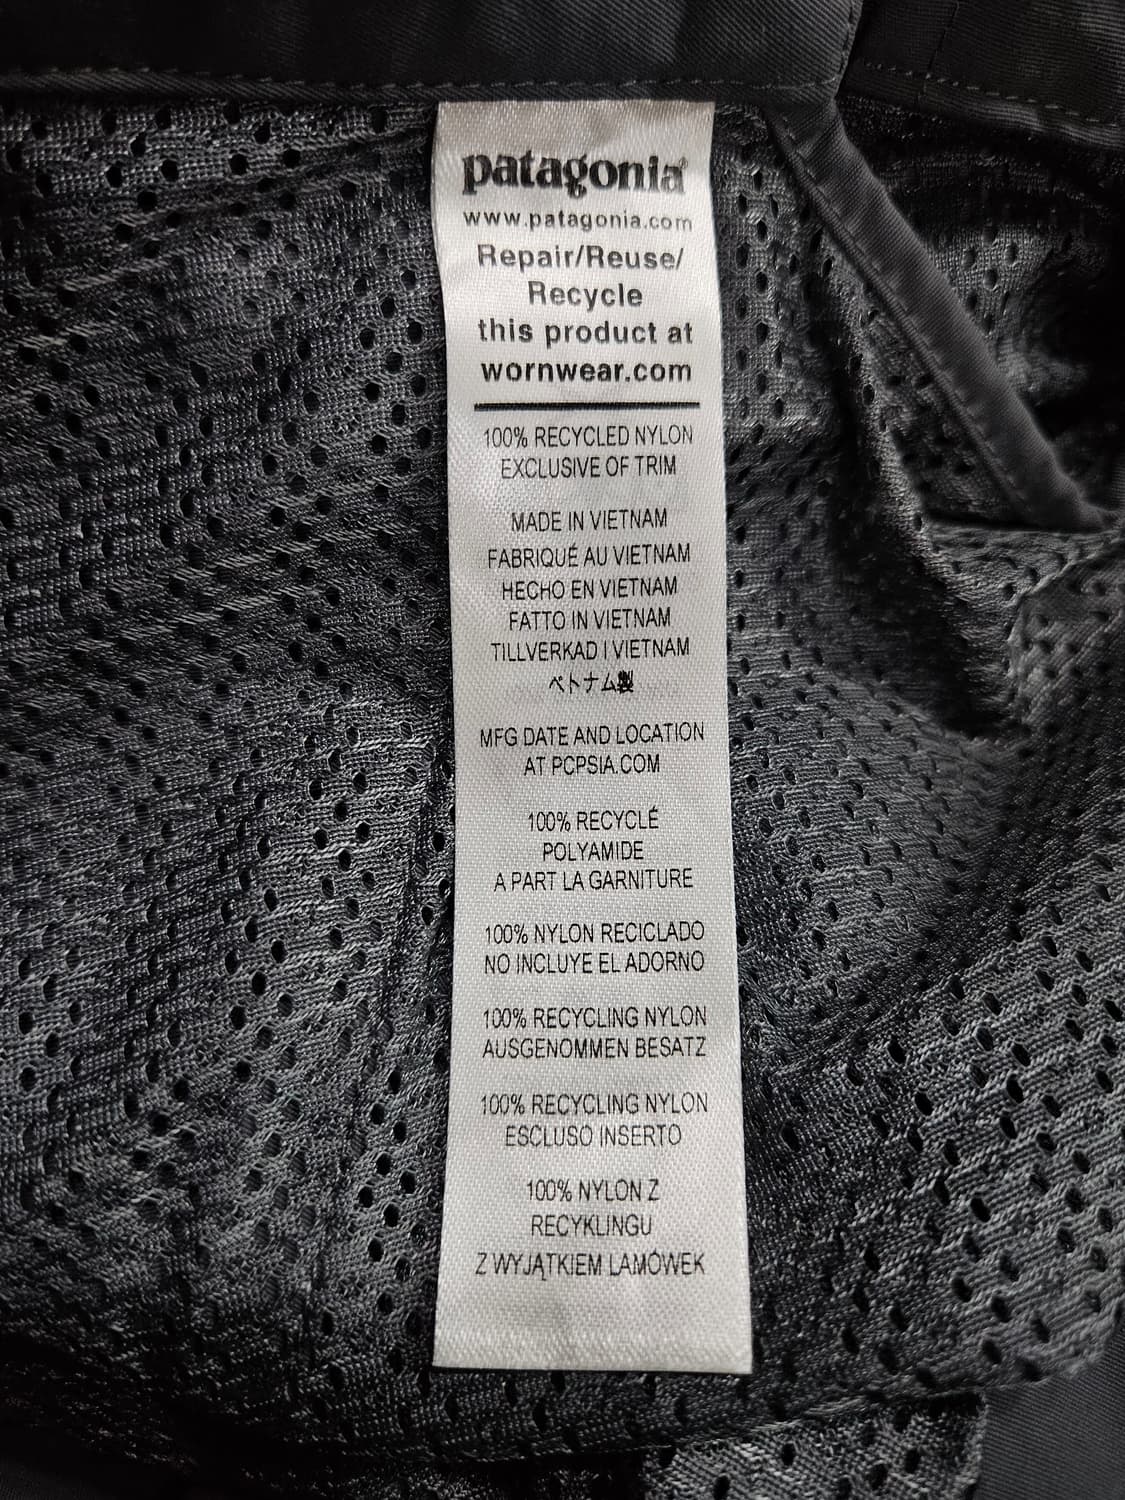 patagonia®
www.patagonia.com
Repair/Reuse/
Recycle
this product at
wornwear.com
100% RECYCLED NYLON
EXCLUSIVE OF TRIM
MADE IN VIETNAM
FABRIQUÉ AU VIETNAM
HECHO EN VIETNAM
FATTO IN VIETNAM
TILLVERKAD I VIETNAM
ベトナム製
MFG DATE AND LOCATION
AT PCPSIA.COM
100% RECYCLÉ
POLYAMIDE
A PART LA GARNITURE
100% NYLON RECICLADO
NO INCLUYE EL ADORNO
100% RECYCLING NYLON
AUSGENOMMEN BESATZ
100% RECYCLING NYLON
ESCLUSO INSERTO
100% NYLON Z
RECYKLINGU
Z WYJĄTKIEM LAMÓWEK